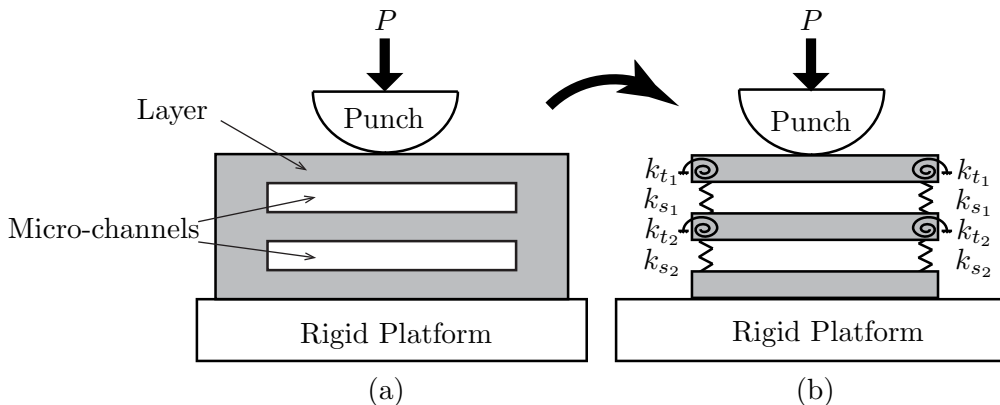 P
Layer
Punch
Micro-channels
Rigid Platform
(a)
P
Punch
k_{t_1} k_{t_1}
k_{s_1} k_{s_1}
k_{t_2} k_{t_2}
k_{s_2} k_{s_2}
Rigid Platform
(b)